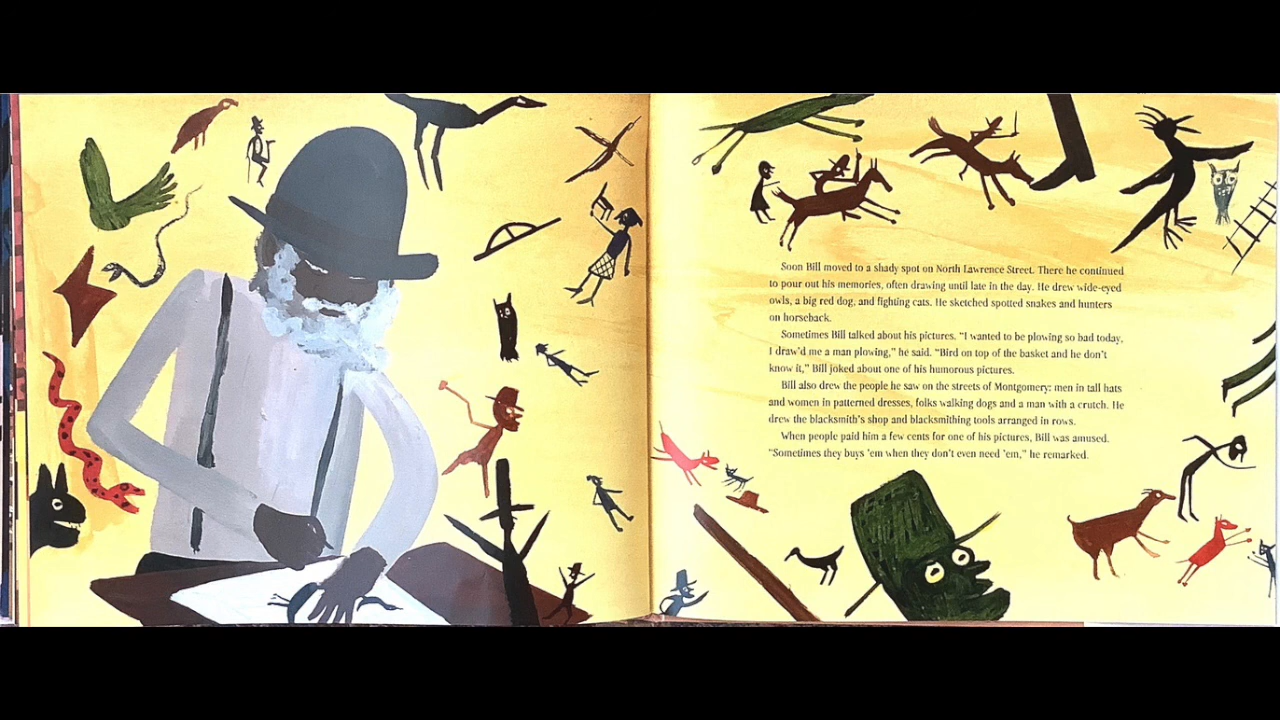 Soon Bill moved to a shady spot on North Lawrence Street. There he continued
to pour out his memories, often drawing until late in the day. He drew wide-eyed
owls, a big red dog, and fighting cats. He sketched spotted snakes and hunters
on horseback.
Sometimes Bill talked about his pictures. “I wanted to be plowing so bad today,
I draw’d me a man plowing,” he said. “Bird on top of the basket and he don’t
know it,” Bill joked about one of his humorous pictures.
Bill also drew the people he saw on the streets of Montgomery: men in tall hats
and women in patterned dresses, folks walking dogs and a man with a crutch. He
drew the blacksmith’s shop and blacksmithing tools arranged in rows.
When people paid him a few cents for one of his pictures, Bill was amused.
“Sometimes they buys ’em when they don’t even need ’em,” he remarked.